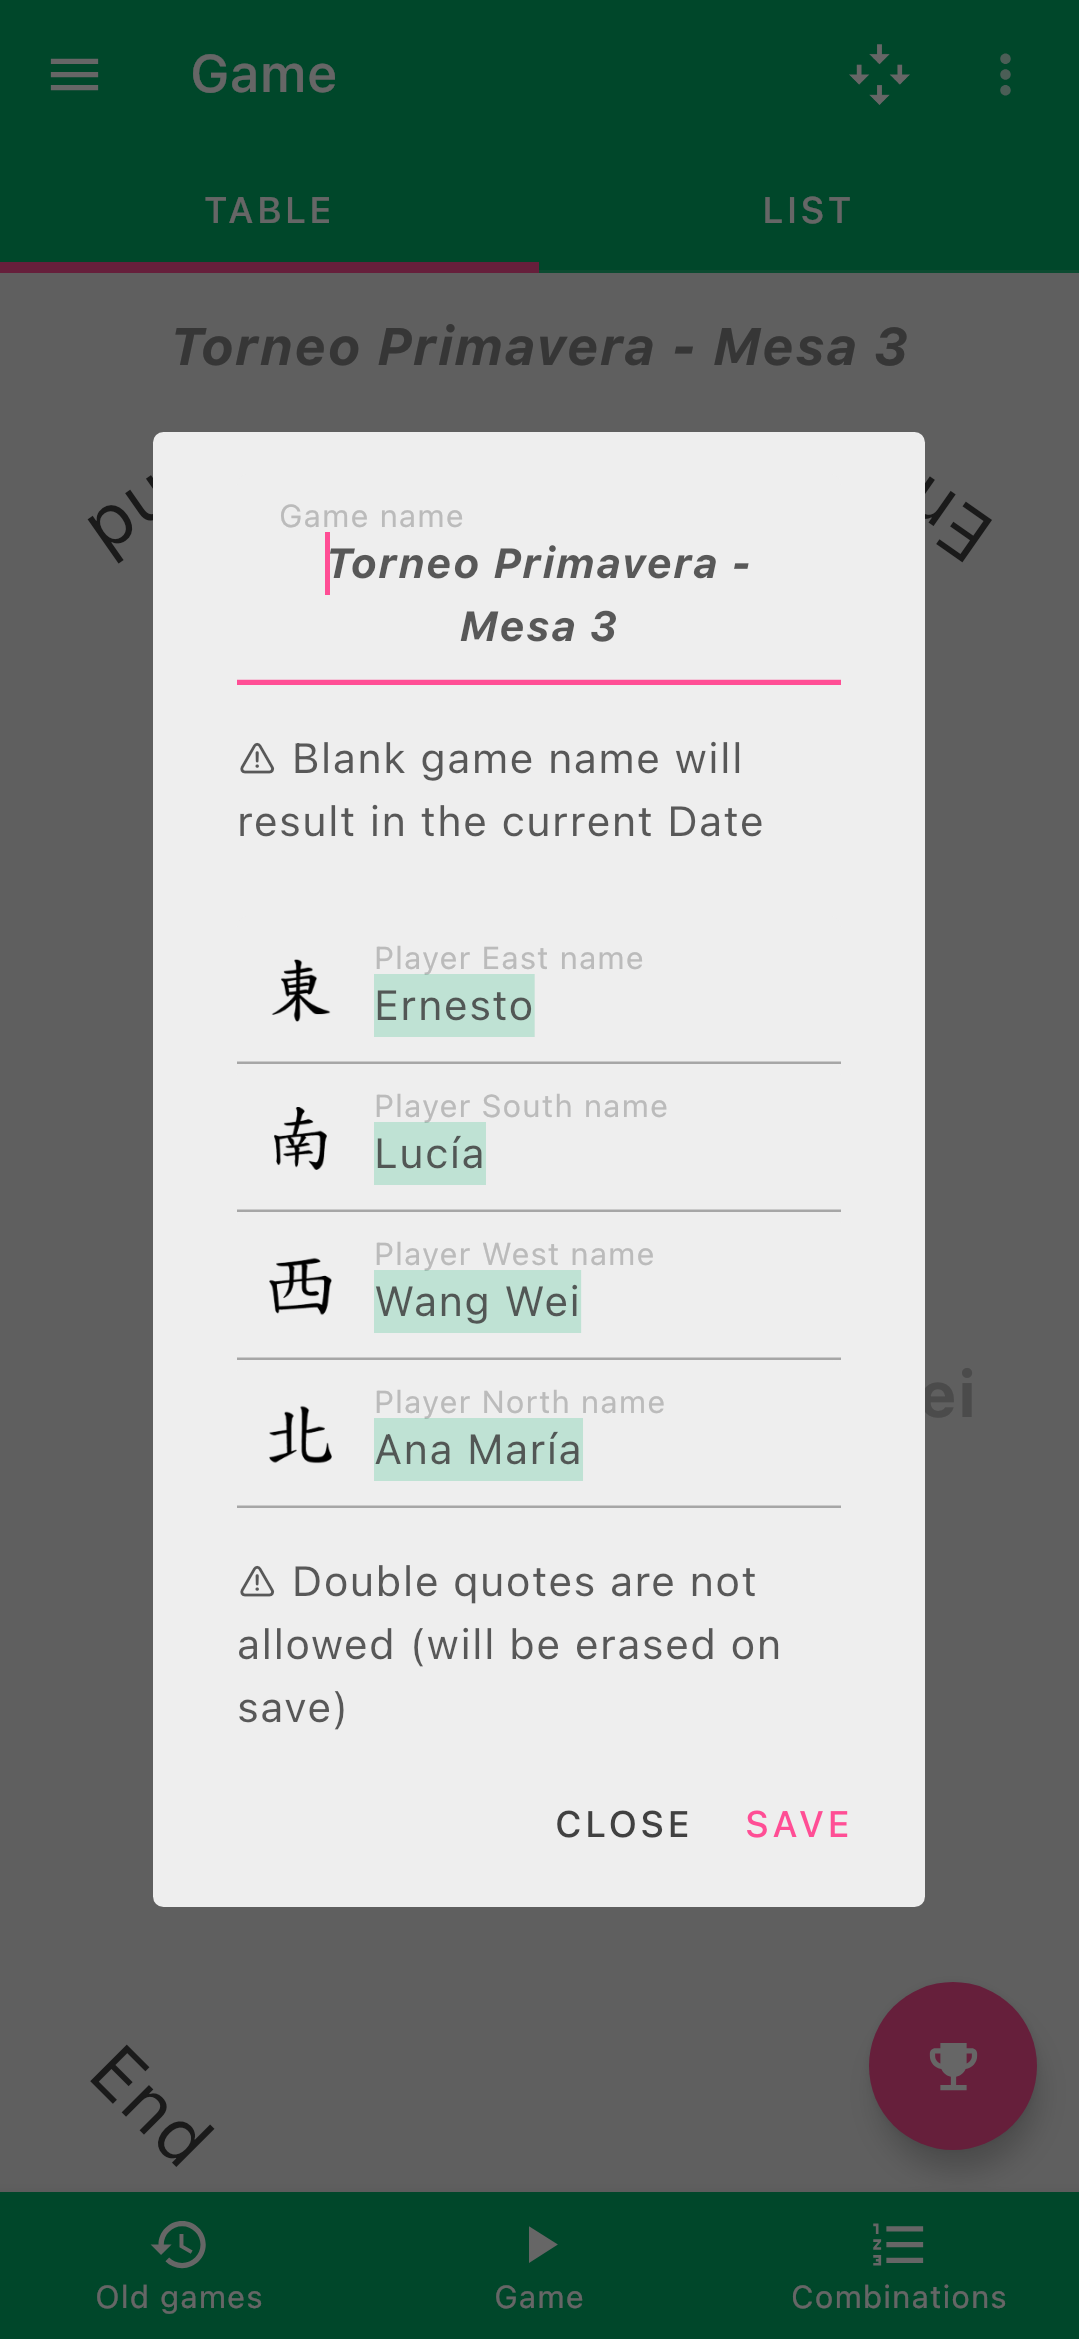 Game
TABLE
LIST
Torneo Primavera - Mesa 3
Game name
Torneo Primavera -
Mesa 3
⚠ Blank game name will
result in the current Date
東
Player East name
Ernesto
南
Player South name
Lucía
西
Player West name
Wang Wei
北
Player North name
Ana María
ei
⚠ Double quotes are not
allowed (will be erased on
save)
CLOSE
SAVE
End
Old games
Game
Combinations